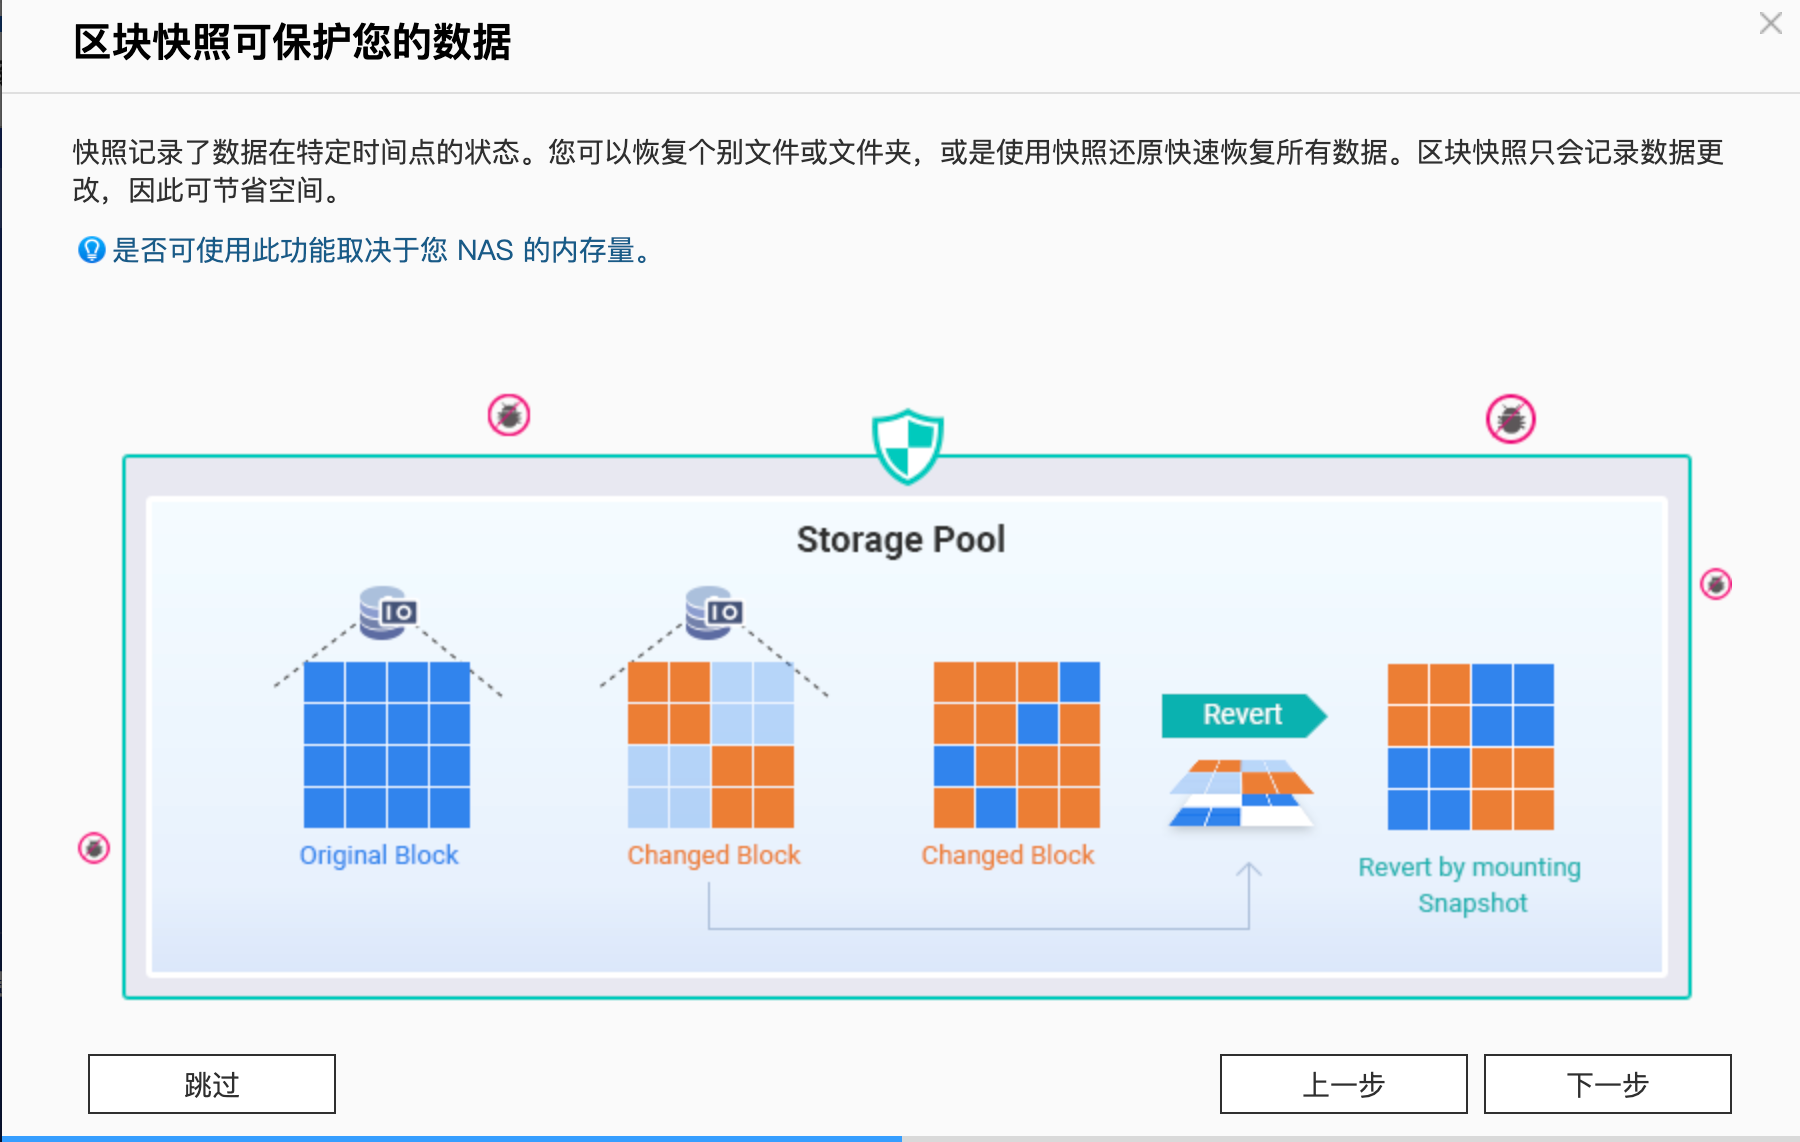 区块快照可保护您的数据
快照记录了数据在特定时间点的状态。您可以恢复个别文件或文件夹，或是使用快照还原快速恢复所有数据。区块快照只会记录数据更
改，因此可节省空间。
是否可使用此功能取决于您 NAS 的内存量。
Storage Pool
IO
IO
Revert
Original Block
Changed Block
Changed Block
Revert by mounting
Snapshot
跳过
上一步
下一步